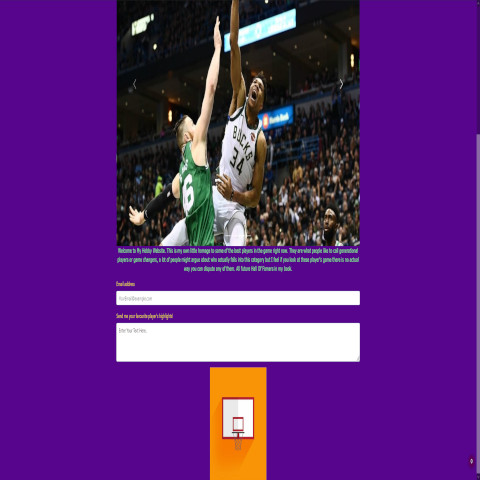 BUCKS
34
6
Welcome to My Hobby Website. This is my own little homage to some of the best players in the game right now. They are what people like to call generational
players or game changers, a lot of people might argue about who actually falls into this category but I feel if you look at these player's game there is no actual
way you can dispute any of them. All future Hall Of Famers in my book.
Email address
Send me your favourite player's highlights!
Enter Your Text Here